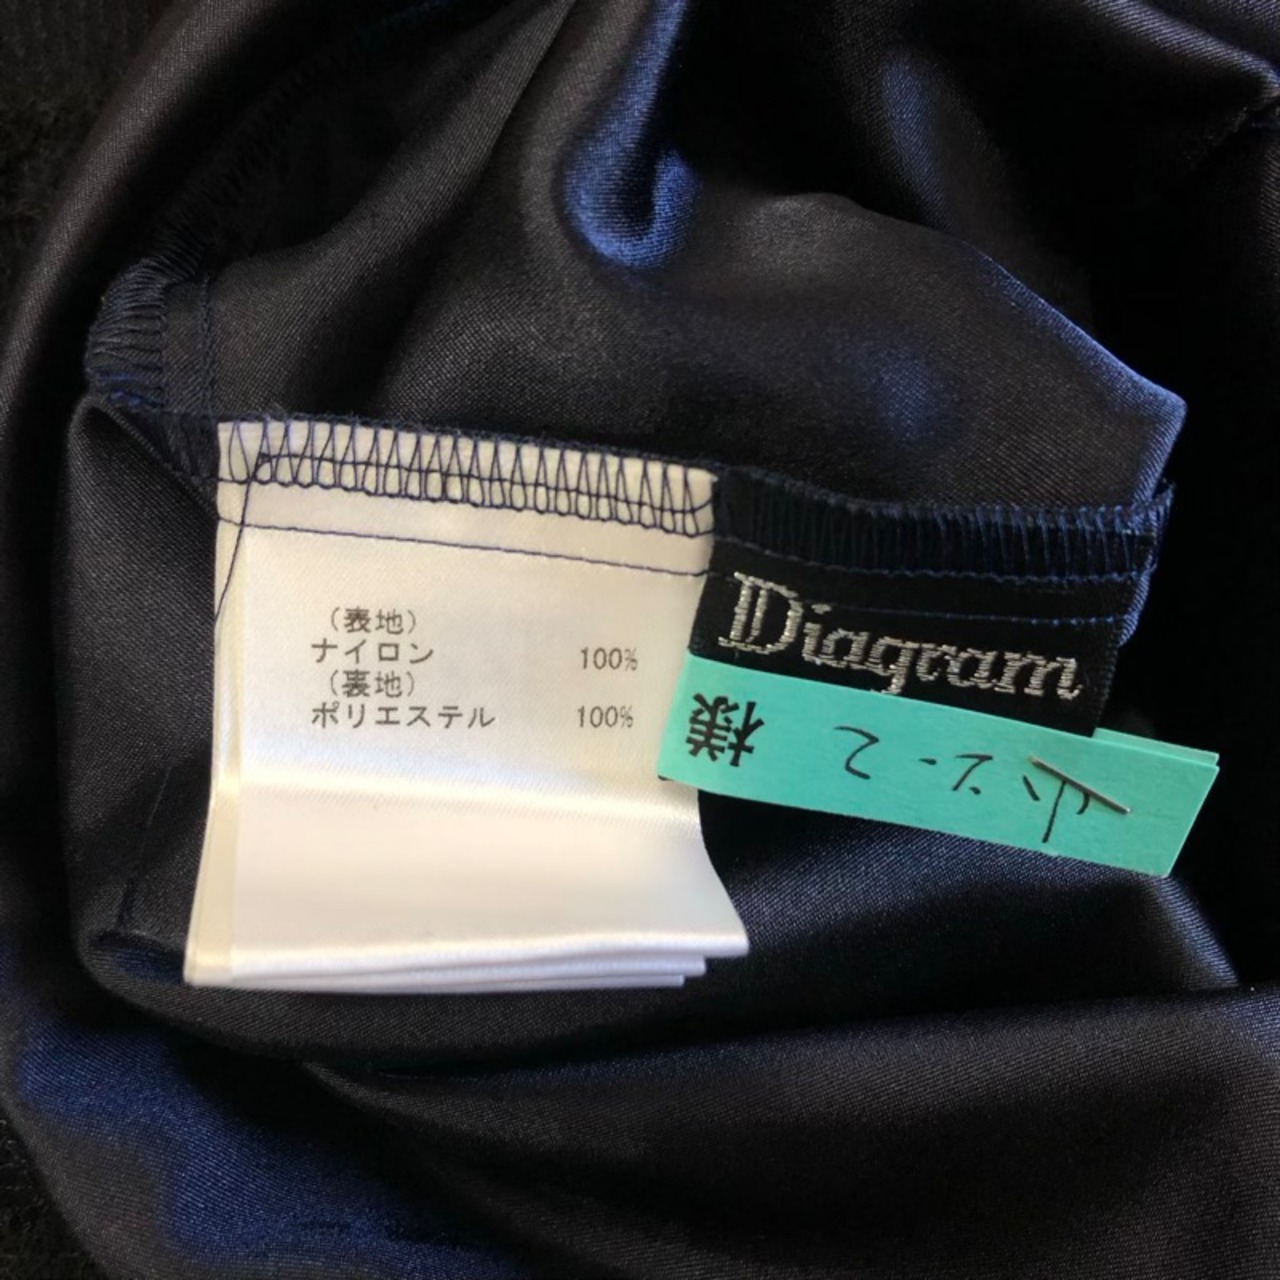 （表地）
ナイロン 100%
（裏地）
ポリエステル 100%
Diagram
様